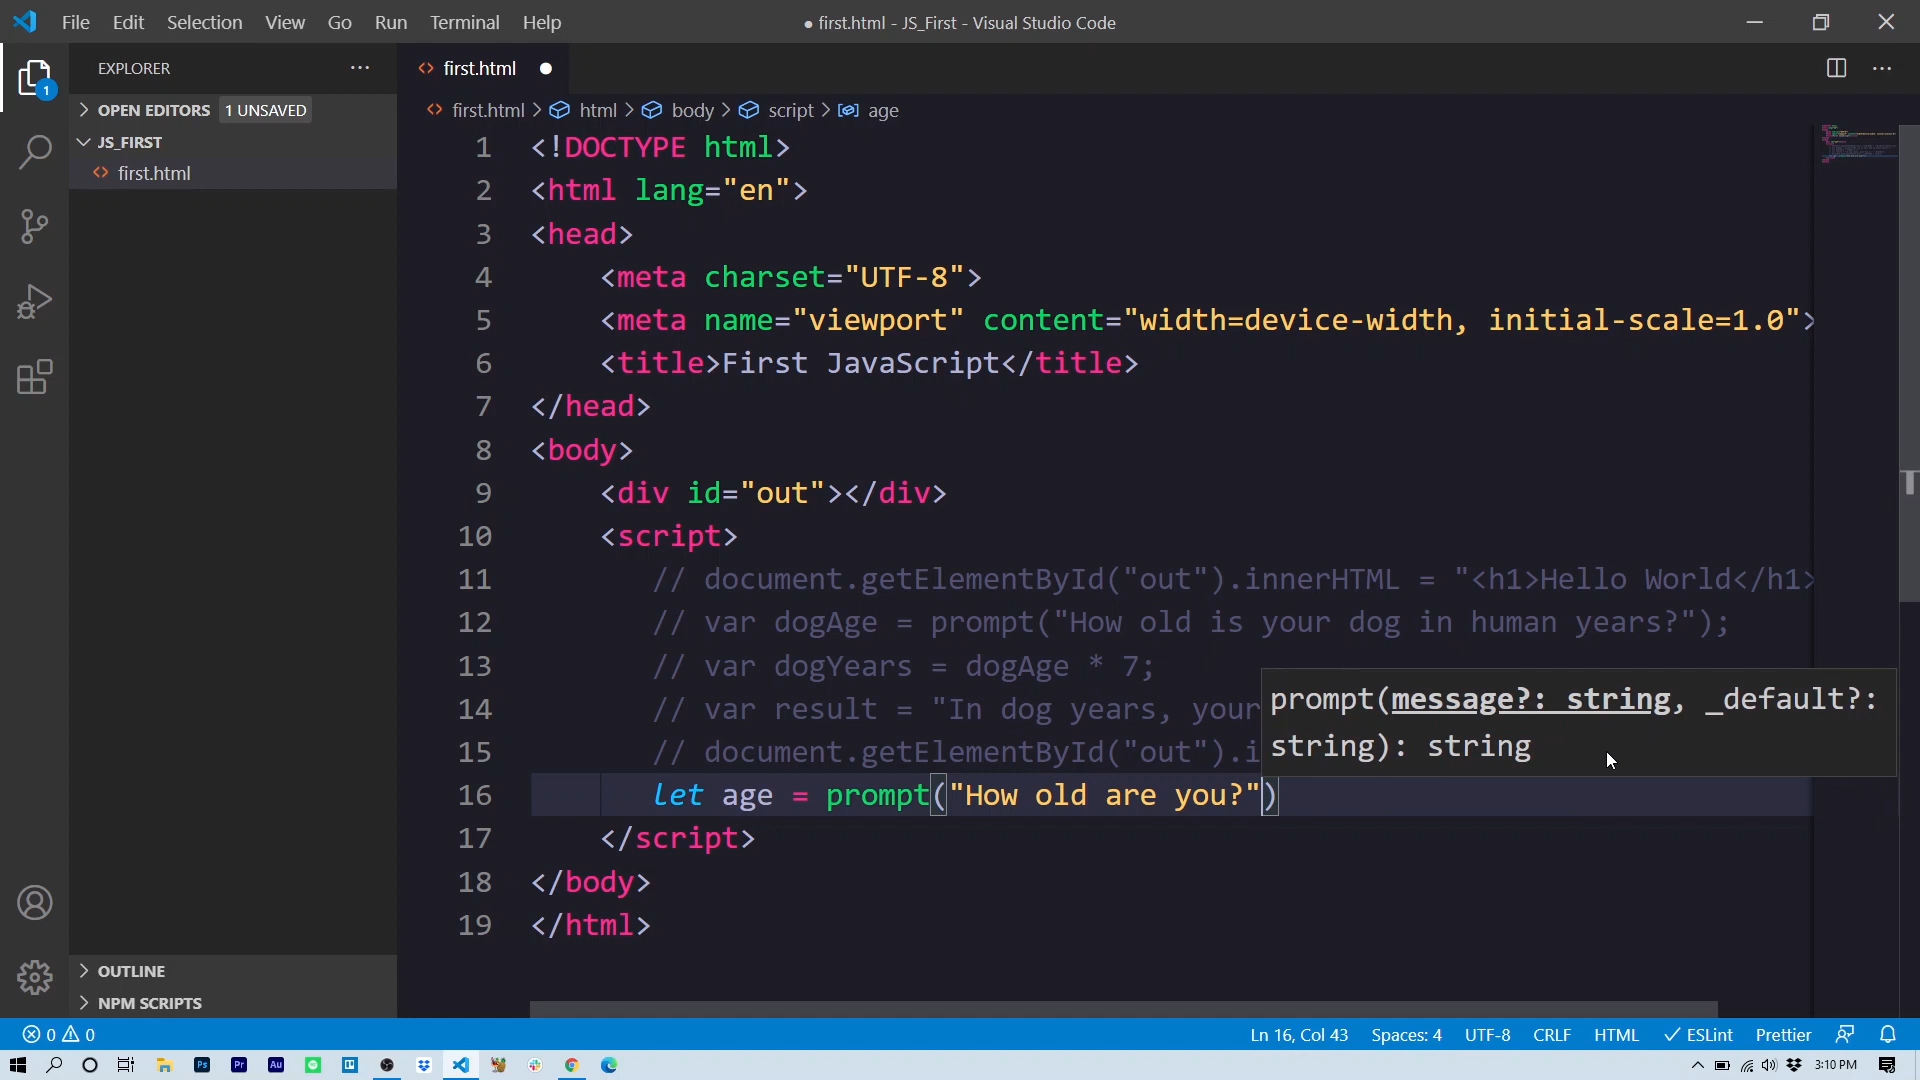 File Edit Selection View Go Run Terminal Help
● first.html - JS_First - Visual Studio Code
EXPLORER
1
OPEN EDITORS 1 UNSAVED
JS_FIRST
first.html
OUTLINE
NPM SCRIPTS
first.html
first.html > html > body > script > age
1 <!DOCTYPE html>
2 <html lang="en">
3 <head>
4 <meta charset="UTF-8">
5 <meta name="viewport" content="width=device-width, initial-scale=1.0">
6 <title>First JavaScript</title>
7 </head>
8 <body>
9 <div id="out"></div>
10 <script>
11 // document.getElementById("out").innerHTML = "<h1>Hello World</h1>
12 // var dogAge = prompt("How old is your dog in human years?");
13 // var dogYears = dogAge * 7;
14 // var result = "In dog years, your
15 // document.getElementById("out").i
prompt(message?: string, _default?:
string): string
16 let age = prompt("How old are you?")
17 </script>
18 </body>
19 </html>
0 0
Ln 16, Col 43 Spaces: 4 UTF-8 CRLF HTML ESLint Prettier
Ps Pr Au
3:10 PM